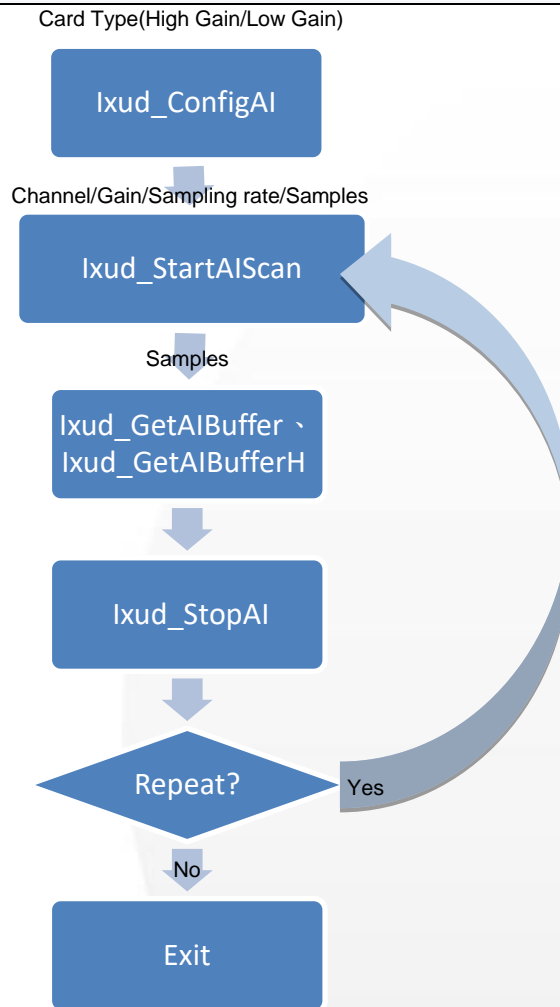 Card Type(High Gain/Low Gain)
Ixud_ConfigAI
Channel/Gain/Sampling rate/Samples
Ixud_StartAIScan
Samples
Ixud_GetAIBuffer、
Ixud_GetAIBufferH
Ixud_StopAI
Repeat?
Yes
No
Exit